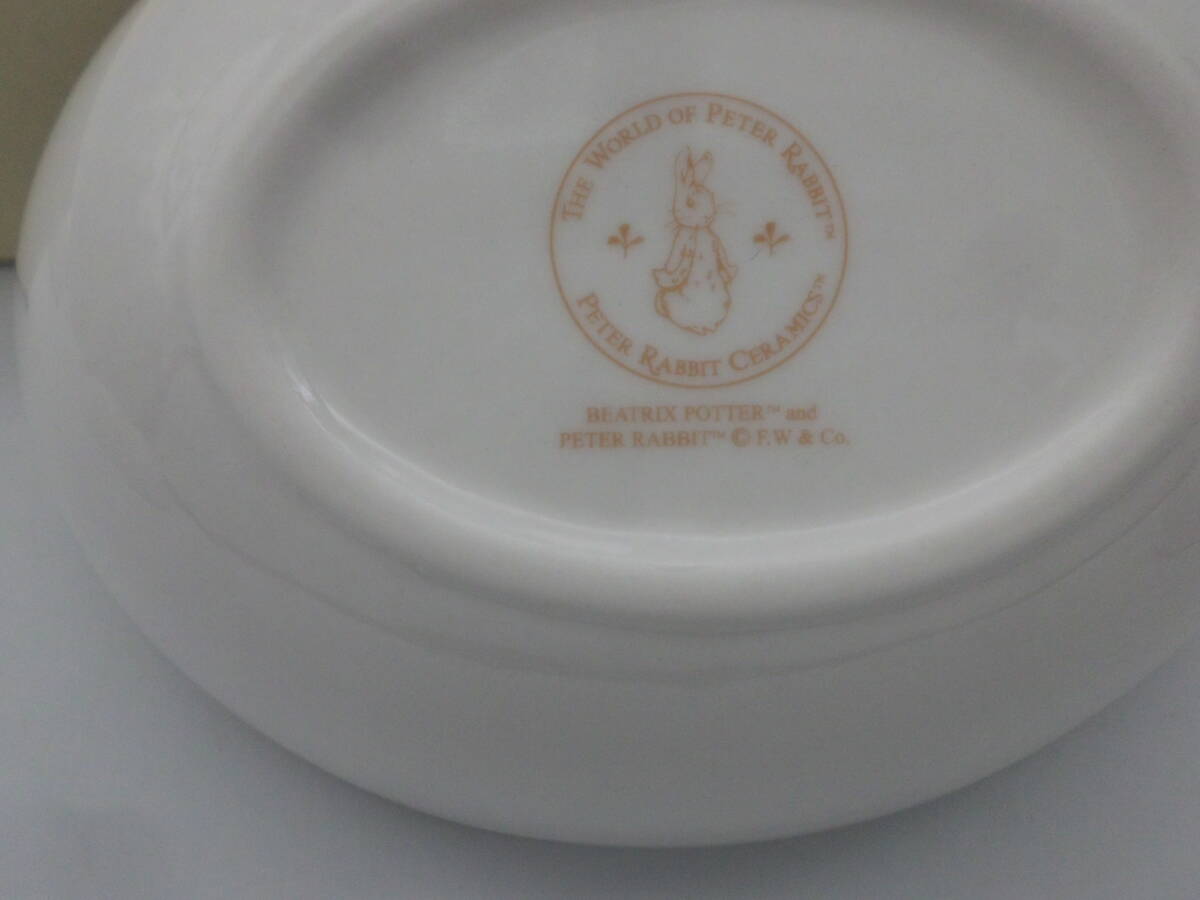 THE WORLD OF PETER RABBIT™
PETER RABBIT CERAMICS™
BEATRIX POTTER™ and
PETER RABBIT™ © F.W & Co.